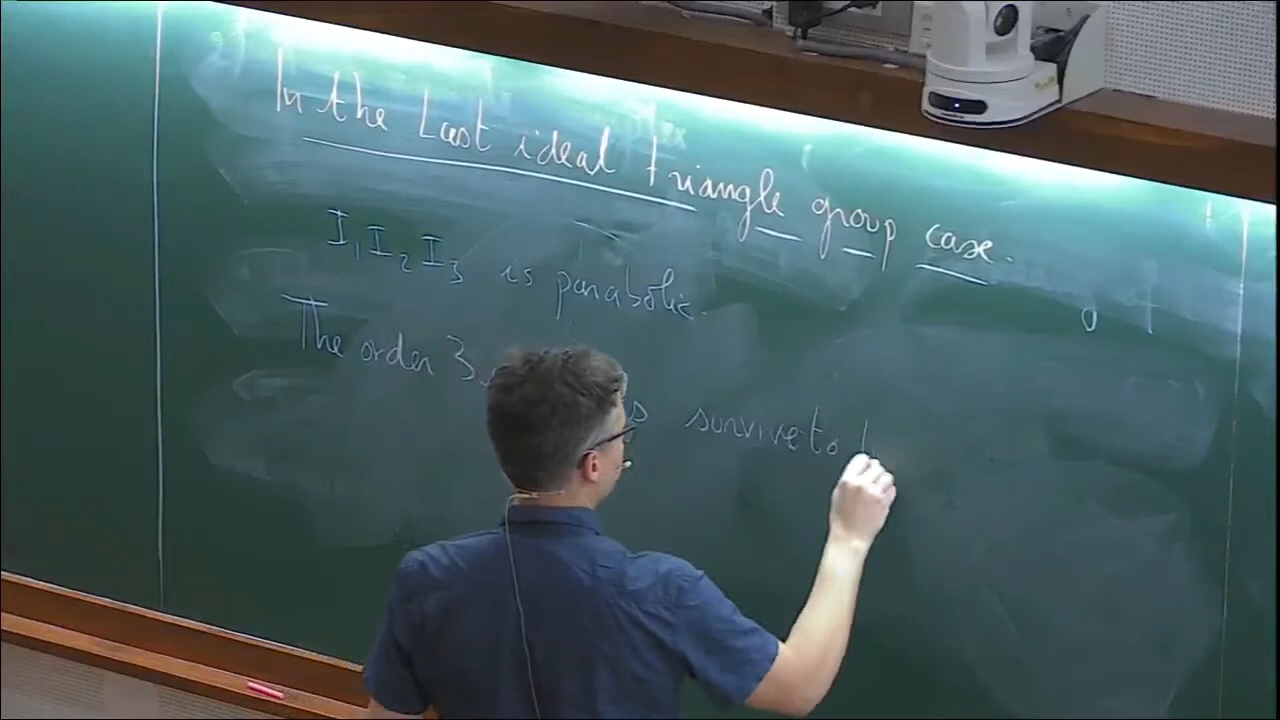 In the Last ideal triangle group case.
I₁I₂I₃ is parabolic.
The order 3
survive to